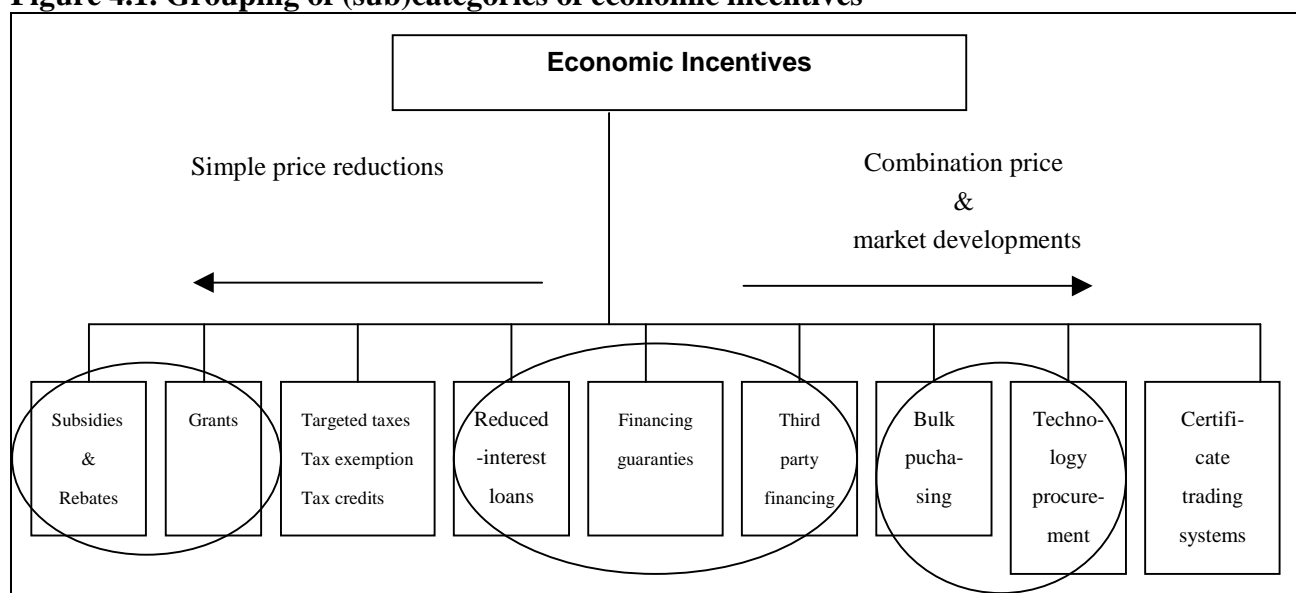 Figure 4.1: Grouping of (sub)categories of economic incentives
Economic Incentives
Simple price reductions
Combination price
&
market developments
Subsidies
&
Rebates
Grants
Targeted taxes
Tax exemption
Tax credits
Reduced
-interest
loans
Financing
guaranties
Third
party
financing
Bulk
pucha-
sing
Techno-
logy
procure-
ment
Certifi-
cate
trading
systems